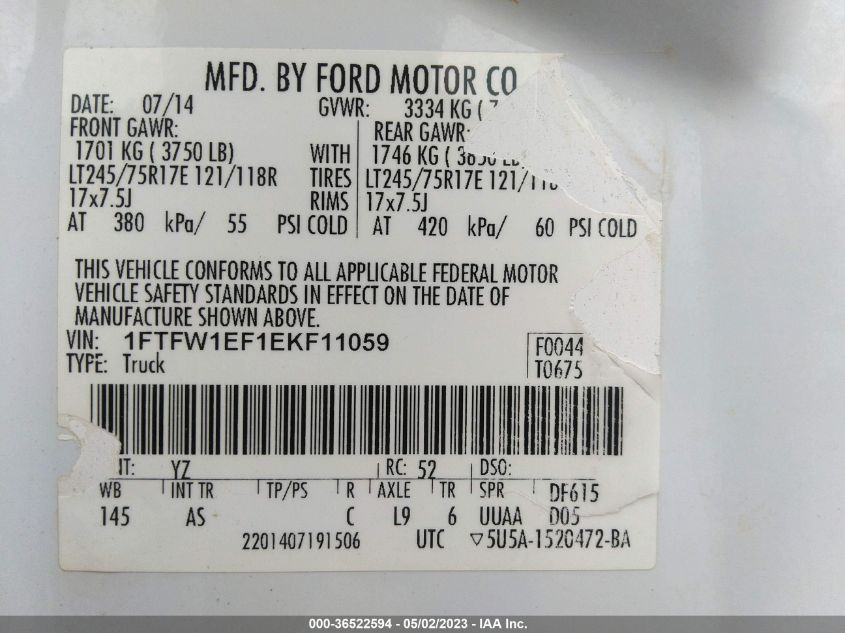 MFD. BY FORD MOTOR CO
DATE: 07/14 GVWR: 3334 KG (
FRONT GAWR: REAR GAWR:
1701 KG ( 3750 LB) WITH 1746 KG ( 3850 LB
LT245/75R17E 121/118R TIRES LT245/75R17E 121/118
17x7.5J RIMS 17x7.5J
AT 380 kPa/ 55 PSI COLD AT 420 kPa/ 60 PSI COLD
THIS VEHICLE CONFORMS TO ALL APPLICABLE FEDERAL MOTOR
VEHICLE SAFETY STANDARDS IN EFFECT ON THE DATE OF
MANUFACTURE SHOWN ABOVE.
VIN: 1FTFW1EF1EKF11059 F0044
TYPE: Truck T0675
IT: YZ RC: 52 DSO:
WB INT TR TP/PS R AXLE TR SPR DF615
145 AS C L9 6 UUAA D05
2201407191506 UTC ▽5U5A-1520472-BA
000-36522594 - 05/02/2023 - IAA Inc.